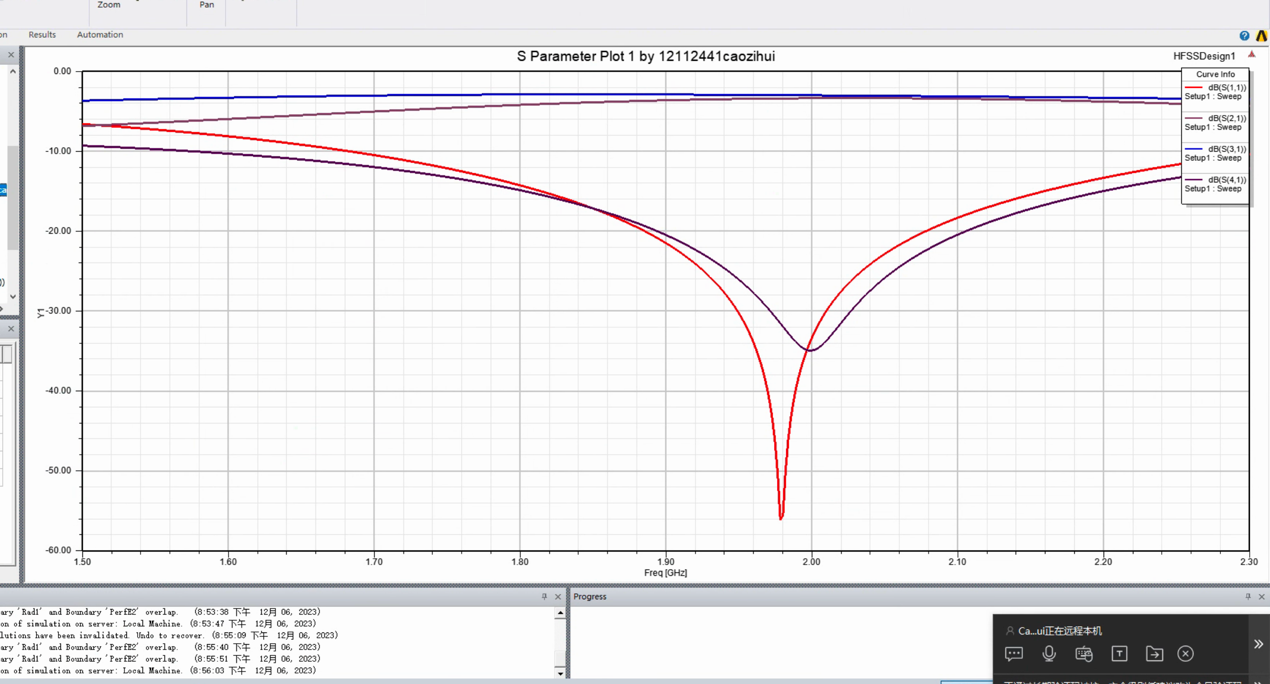 Zoom
Pan
on
Results
Automation
S Parameter Plot 1 by 12112441caozihui
HFSSDesign1
Curve Info
dB(S(1,1))
Setup1 : Sweep
dB(S(2,1))
Setup1 : Sweep
dB(S(3,1))
Setup1 : Sweep
dB(S(4,1))
Setup1 : Sweep
0.00
-10.00
-20.00
-30.00
-40.00
-50.00
-60.00
Y1
1.50
1.60
1.70
1.80
1.90
2.00
2.10
2.20
2.30
Freq [GHz]
ary 'Rad1' and Boundary 'PerfE2' overlap. (8:53:38 下午 12月 06, 2023)
on of simulation on server: Local Machine. (8:53:47 下午 12月 06, 2023)
lutions have been invalidated. Undo to recover. (8:55:09 下午 12月 06, 2023)
ary 'Rad1' and Boundary 'PerfE2' overlap. (8:55:40 下午 12月 06, 2023)
ary 'Rad1' and Boundary 'PerfE2' overlap. (8:55:51 下午 12月 06, 2023)
on of simulation on server: Local Machine. (8:56:03 下午 12月 06, 2023)
Progress
Ca...ui正在远程本机